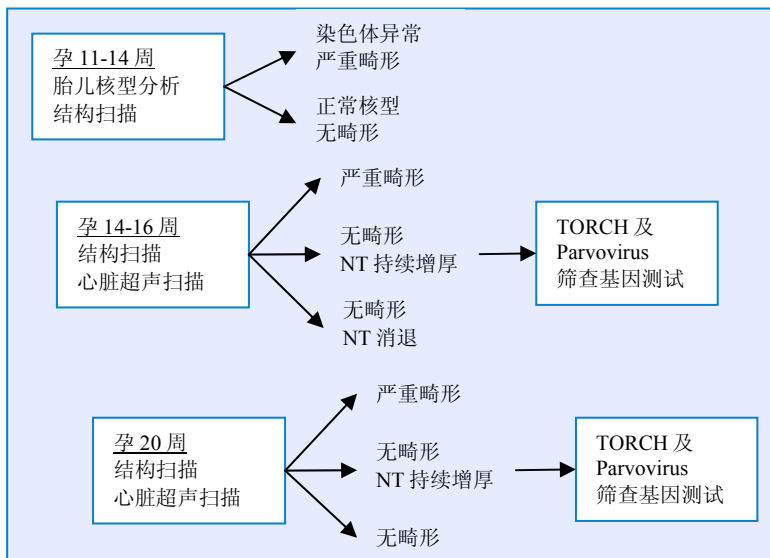 孕 11-14 周
胎儿核型分析
结构扫描
染色体异常
严重畸形
正常核型
无畸形
孕 14-16 周
结构扫描
心脏超声扫描
严重畸形
无畸形
NT 持续增厚
无畸形
NT 消退
TORCH 及
Parvovirus
筛查基因测试
孕 20 周
结构扫描
心脏超声扫描
严重畸形
无畸形
NT 持续增厚
无畸形
TORCH 及
Parvovirus
筛查基因测试